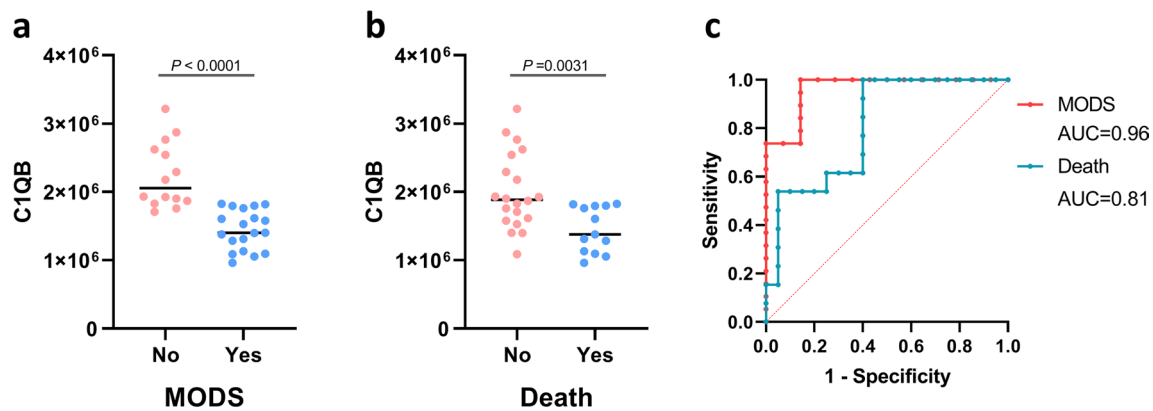 a
4×10⁶
3×10⁶
2×10⁶
1×10⁶
0
C1QB
P < 0.0001
No Yes
MODS
b
4×10⁶
3×10⁶
2×10⁶
1×10⁶
0
C1QB
P =0.0031
No Yes
Death
c
1.0
0.8
0.6
0.4
0.2
0.0
Sensitivity
0.0 0.2 0.4 0.6 0.8 1.0
1 - Specificity
MODS
AUC=0.96
Death
AUC=0.81